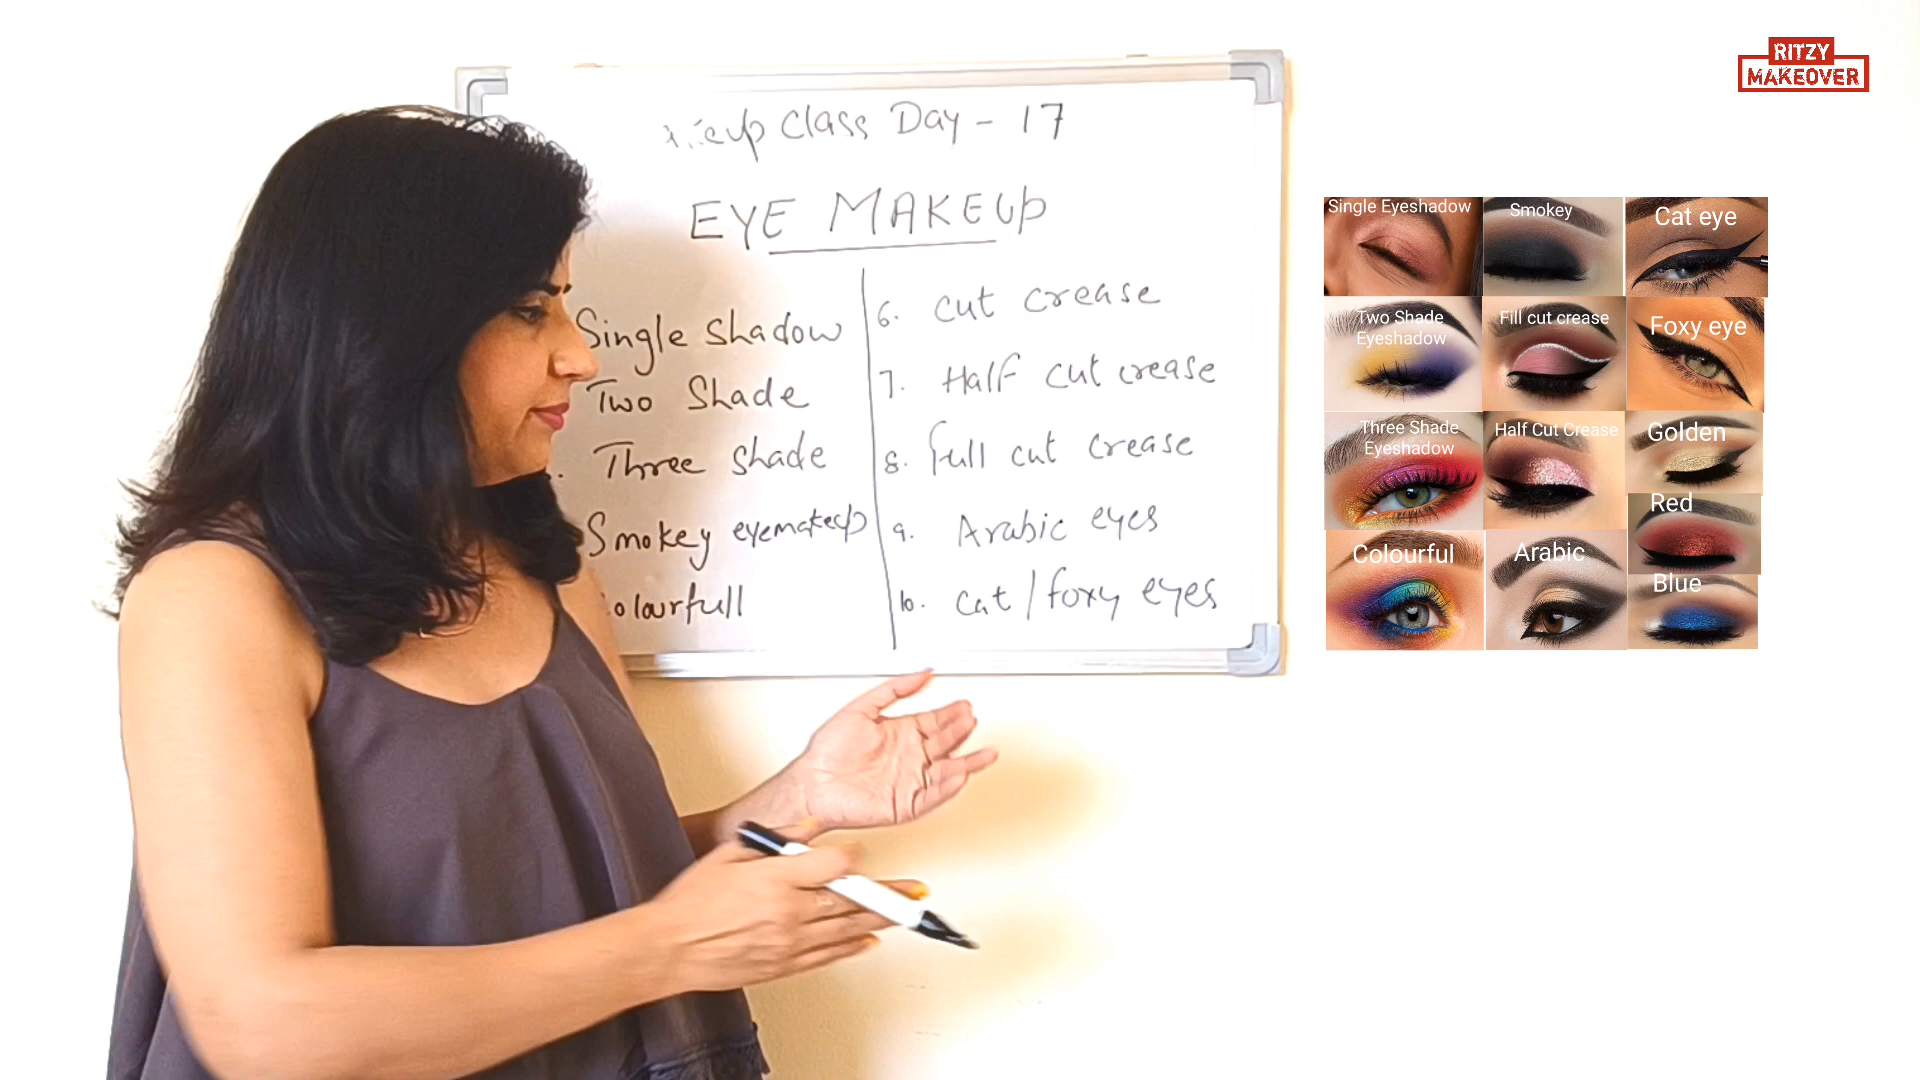 RITZY
MAKEOVER
Class Day - 17
EYE MAKEUP
Single Shadow
Two Shade
Three Shade
Smokey eyemakeup
olourfull
6. cut crease
7. Half cut crease
8. full cut crease
9. Arabic eyes
10. cat / foxy eyes
Single Eyeshadow
Smokey
Cat eye
Two Shade
Eyeshadow
Fill cut crease
Foxy eye
Three Shade
Eyeshadow
Half Cut Crease
Golden
Red
Colourful
Arabic
Blue